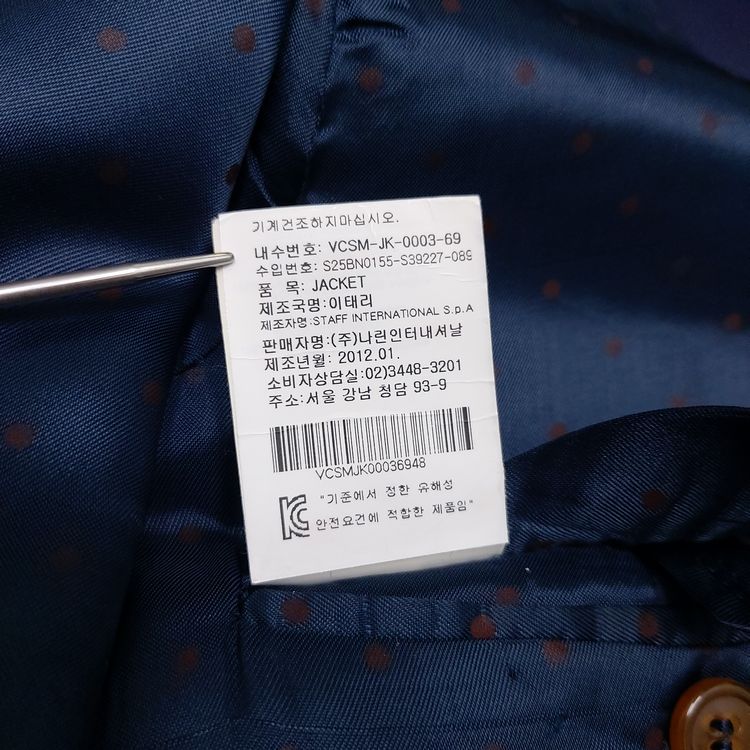 기계건조하지마십시오.
내수번호: VCSM-JK-0003-69
수입번호: S25BN0155-S39227-089
품 목: JACKET
제조국명:이태리
제조자명:STAFF INTERNATIONAL S.p.A
판매자명:(주)나린인터내셔날
제조년월: 2012.01.
소비자상담실:02)3448-3201
주소:서울 강남 청담 93-9
VCSMJK00036948
KC
"기준에서 정한 유해성
안전요건에 적합한 제품임"